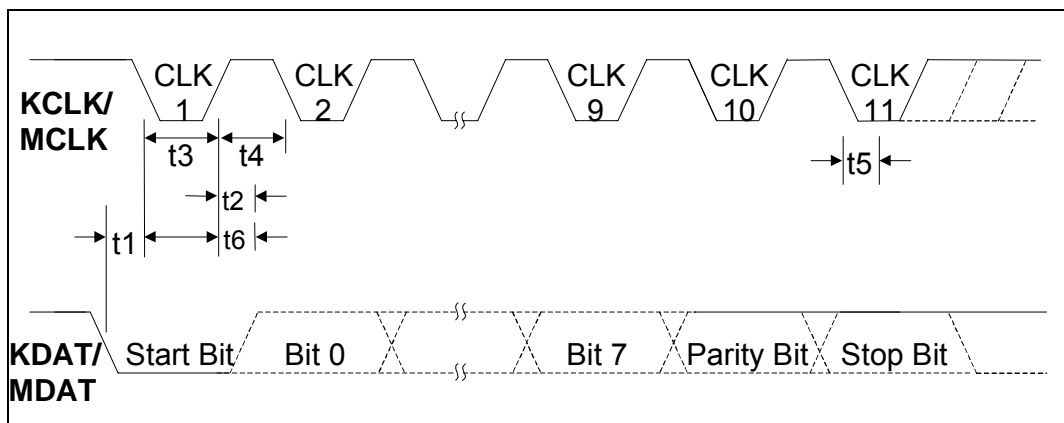 KCLK/
MCLK
CLK
1
CLK
2
CLK
9
CLK
10
CLK
11
t3
t4
t5
t2
t1
t6
KDAT/
MDAT
Start Bit
Bit 0
Bit 7
Parity Bit
Stop Bit